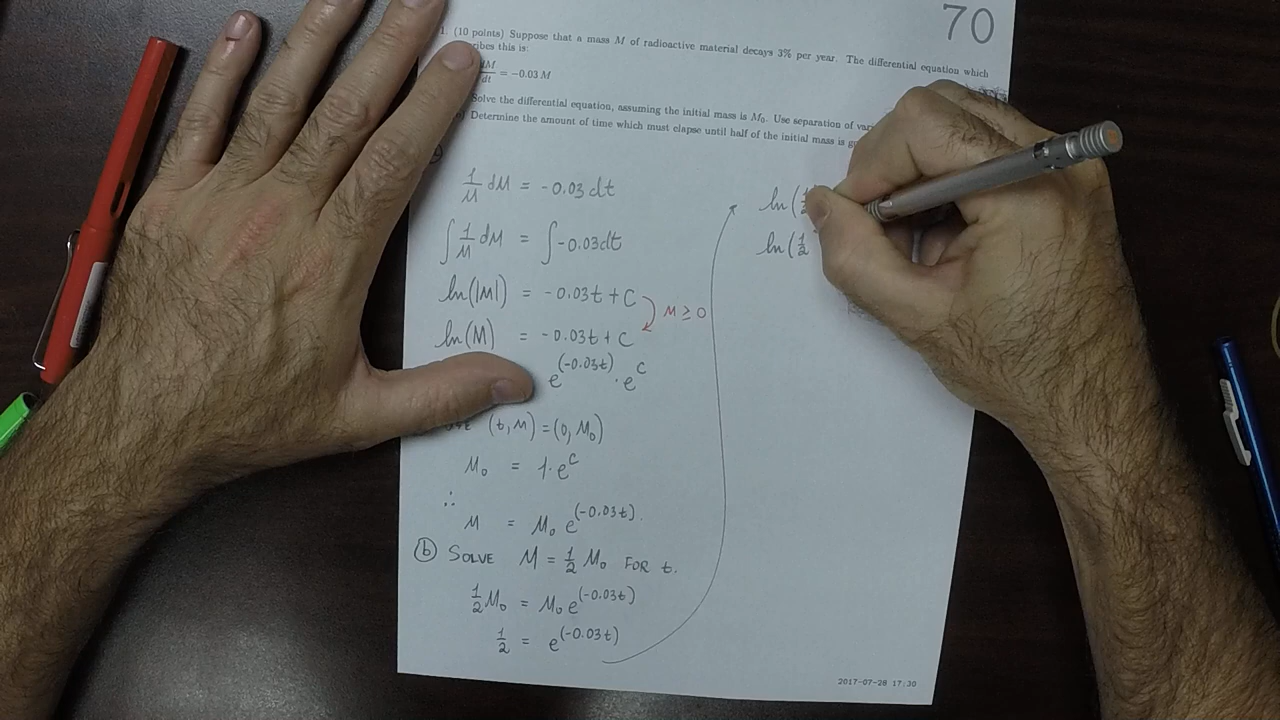 70
1. (10 points) Suppose that a mass M of radioactive material decays 3% per year. The differential equation which
ribes this is:
dM/dt = −0.03 M
Solve the differential equation, assuming the initial mass is M₀. Use separation of
Determine the amount of time which must elapse until half of the initial mass is
1/M dM = -0.03 dt
∫ 1/M dM = ∫ -0.03 dt
ln(|M|) = -0.03t + C
M ≥ 0
ln(M) = -0.03t + C
e^(-0.03t) · e^C
(t, M) = (0, M₀)
M₀ = 1 · e^C
∴
M = M₀ e^(-0.03t).
(b) SOLVE M = 1/2 M₀ FOR t.
1/2 M₀ = M₀ e^(-0.03t)
1/2 = e^(-0.03t)
ln(
ln(1/2
2017-07-28 17:30